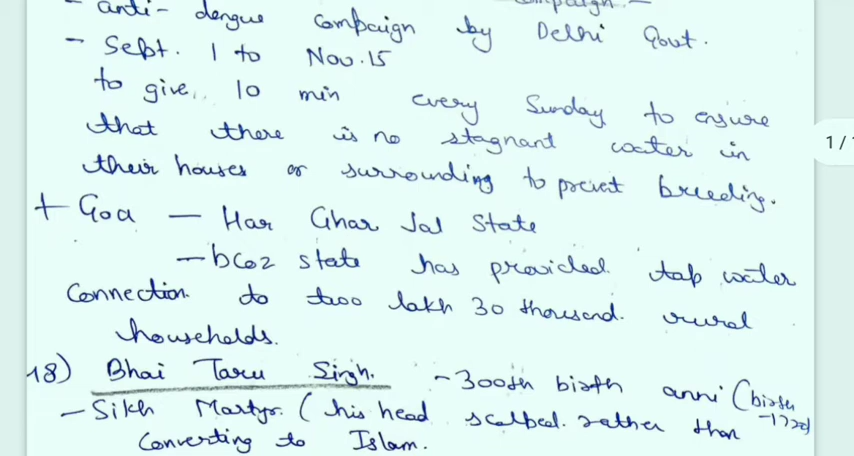 - anti- dengue campaign by Delhi Govt.
- Sept. 1 to Nov. 15
to give 10 min every Sunday to ensure
that there is no stagnant water in
their houses or surrounding to prevent breeding.
+ Goa - Har Ghar Jal State
- bcoz state has provided tap water
Connection to two lakh 30 thousand rural
households.
18) Bhai Taru Singh. - 300th birth anni (birth
- Sikh Martyr. (his head scalped rather than
-1720)
Converting to Islam.
1/